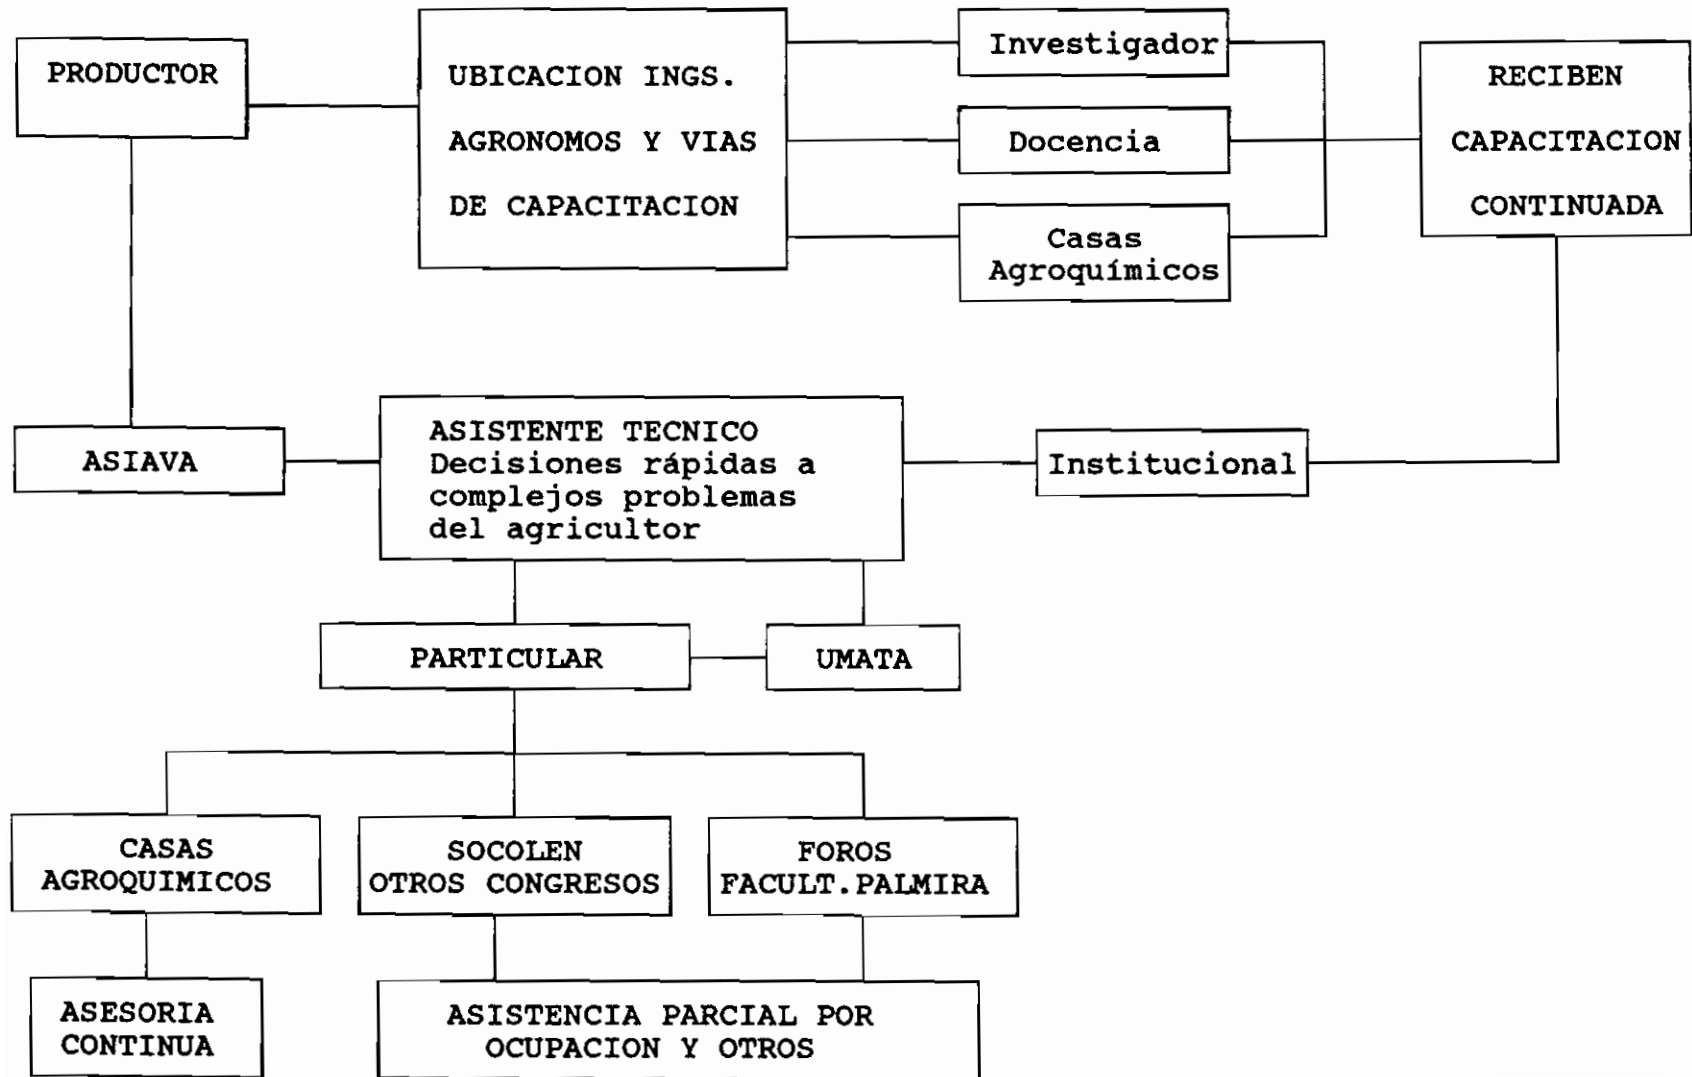 PRODUCTOR
UBICACION INGS.
AGRONOMOS Y VIAS
DE CAPACITACION
Investigador
Docencia
Casas
Agroquímicos
RECIBEN
CAPACITACION
CONTINUADA
ASIAVA
ASISTENTE TECNICO
Decisiones rápidas a
complejos problemas
del agricultor
Institucional
PARTICULAR
UMATA
CASAS
AGROQUIMICOS
SOCOLEN
OTROS CONGRESOS
FOROS
FACULT.PALMIRA
ASESORIA
CONTINUA
ASISTENCIA PARCIAL POR
OCUPACION Y OTROS